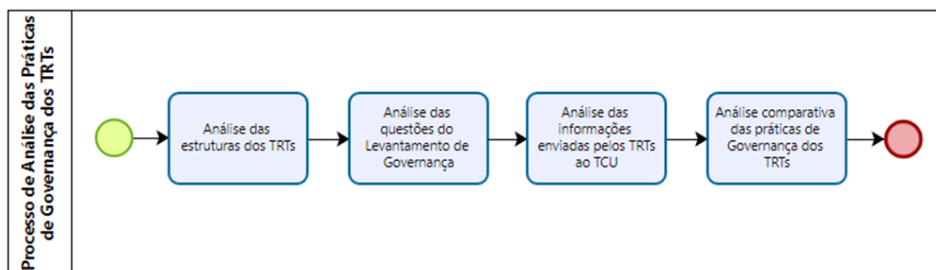 Processo de Análise das Práticas
de Governança dos TRTs
Análise das
estruturas dos TRTs
Análise das
questões do
Levantamento de
Governança
Análise das
informações
enviadas pelos TRTs
ao TCU
Análise comparativa
das práticas de
Governança dos
TRTs